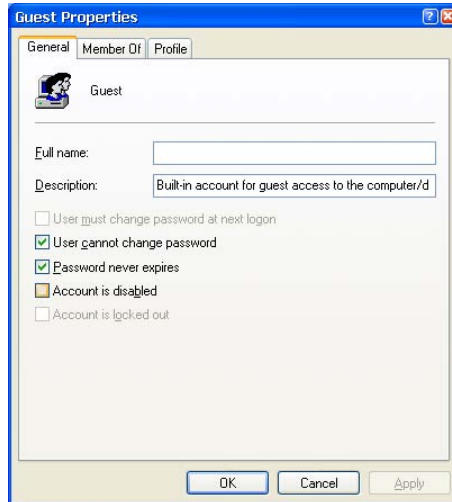 Guest Properties
General Member Of Profile
Guest
Full name:
Description: Built-in account for guest access to the computer/d
User must change password at next logon
User cannot change password
Password never expires
Account is disabled
Account is locked out
OK Cancel Apply